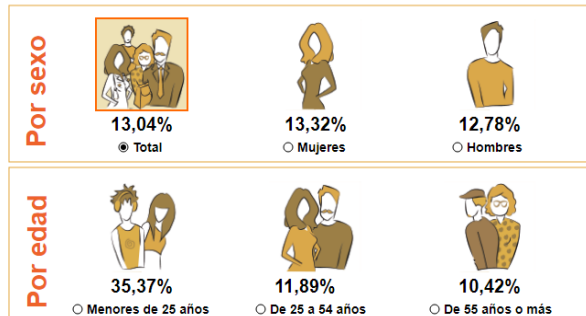 Por sexo
13,04% 13,32% 12,78%
Total Mujeres Hombres
Por edad
35,37% 11,89% 10,42%
Menores de 25 años De 25 a 54 años De 55 años o más